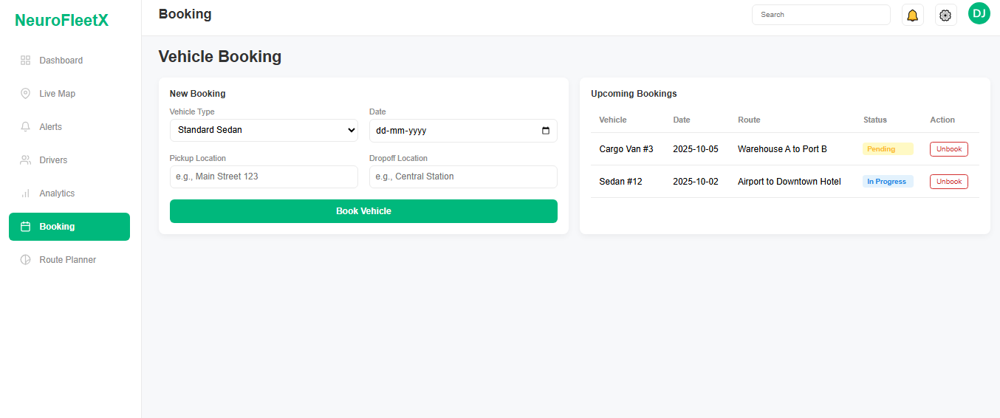 NeuroFleetX
Dashboard
Live Map
Alerts
Drivers
Analytics
Booking
Route Planner
Booking
Search
DJ
Vehicle Booking
New Booking
Vehicle Type Date
Standard Sedan dd-mm-yyyy
Pickup Location Dropoff Location
e.g., Main Street 123 e.g., Central Station
Book Vehicle
Upcoming Bookings
Vehicle Date Route Status Action
Cargo Van #3 2025-10-05 Warehouse A to Port B Pending Unbook
Sedan #12 2025-10-02 Airport to Downtown Hotel In Progress Unbook